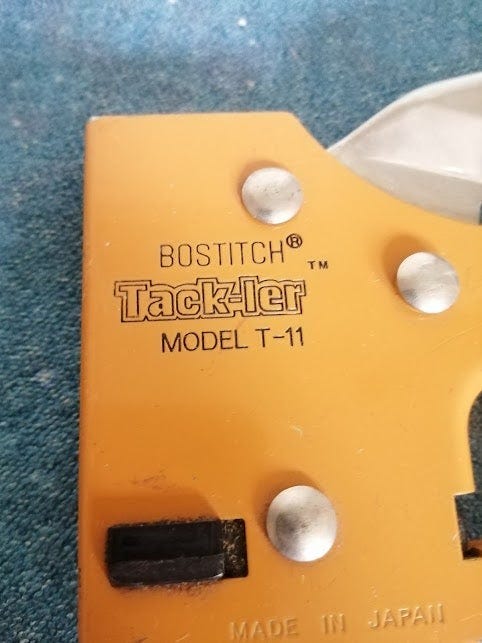 BOSTITCH®
Tack-ler™
MODEL T-11
MADE IN JAPAN